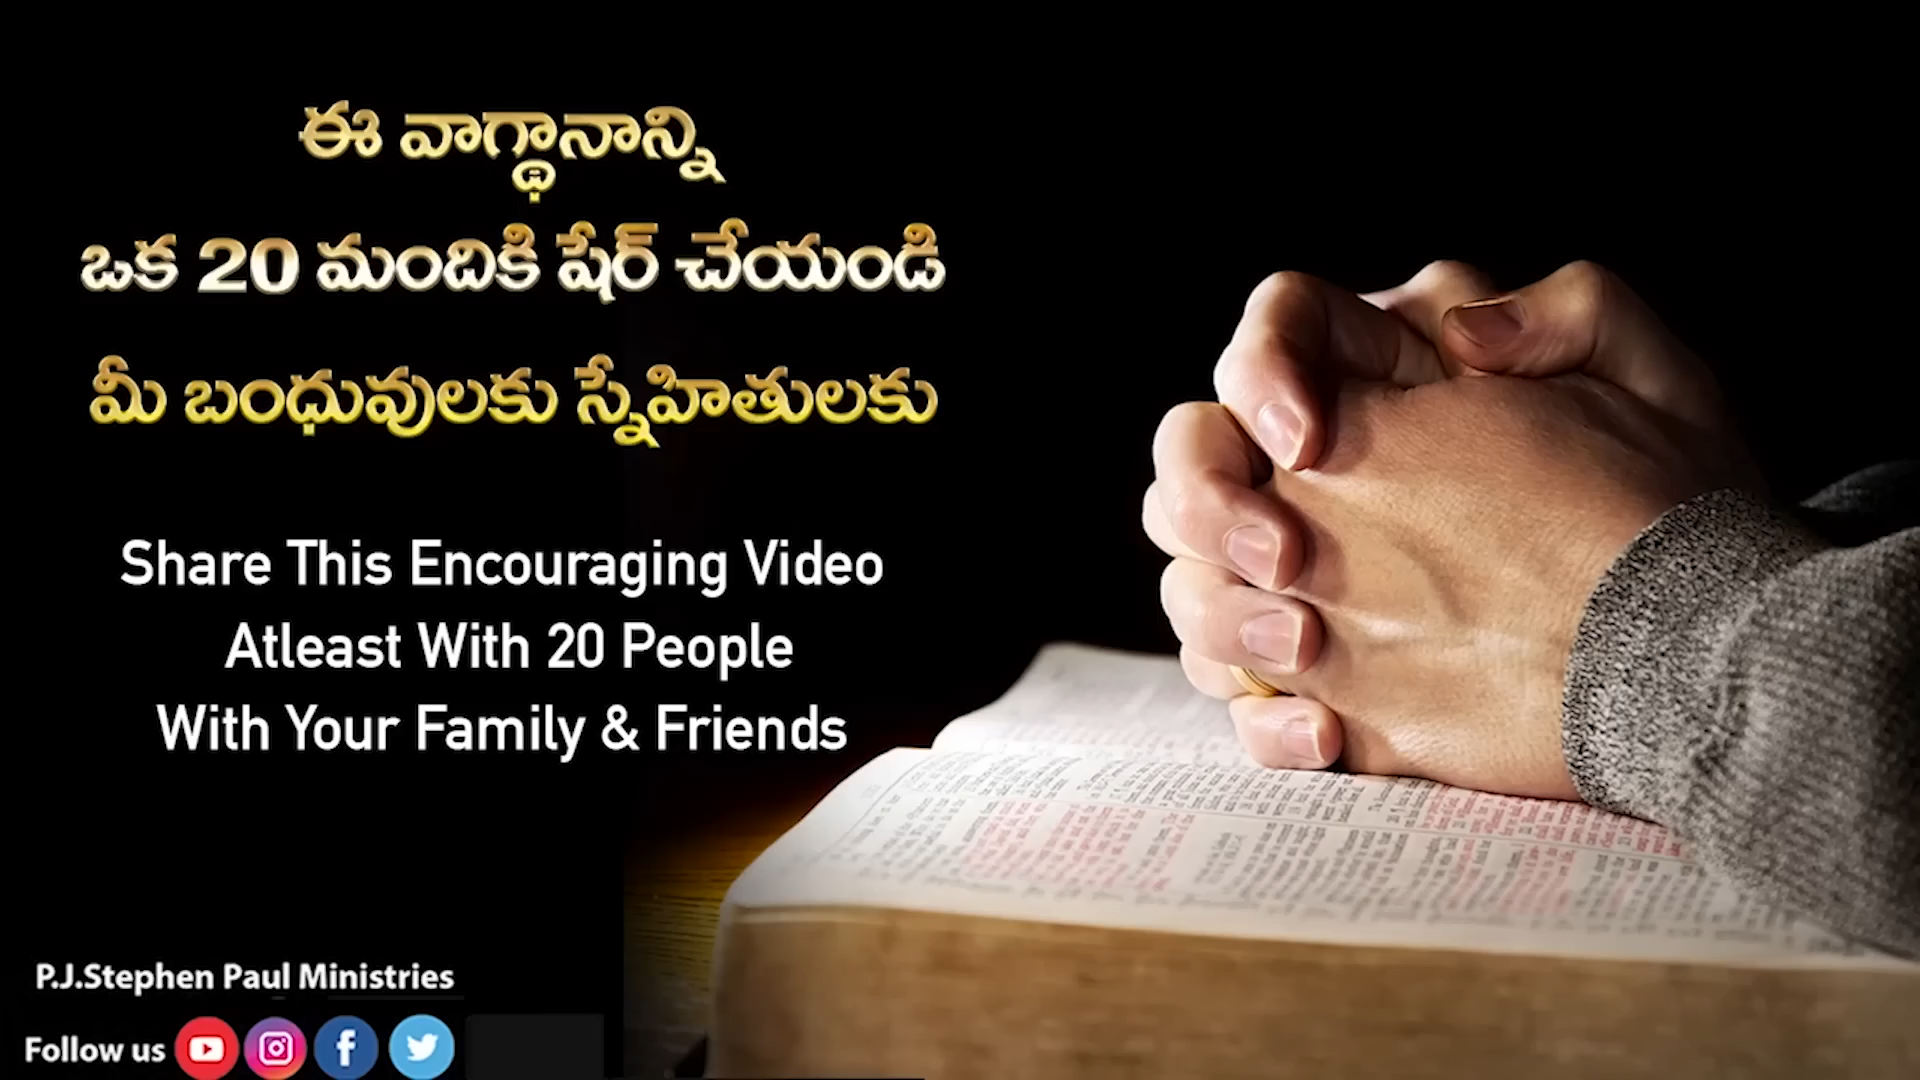 ఈ వాగ్ధానాన్ని
ఒక 20 మందికి షేర్ చేయండి
మీ బంధువులకు స్నేహితులకు
Share This Encouraging Video
Atleast With 20 People
With Your Family & Friends
P.J.Stephen Paul Ministries
Follow us